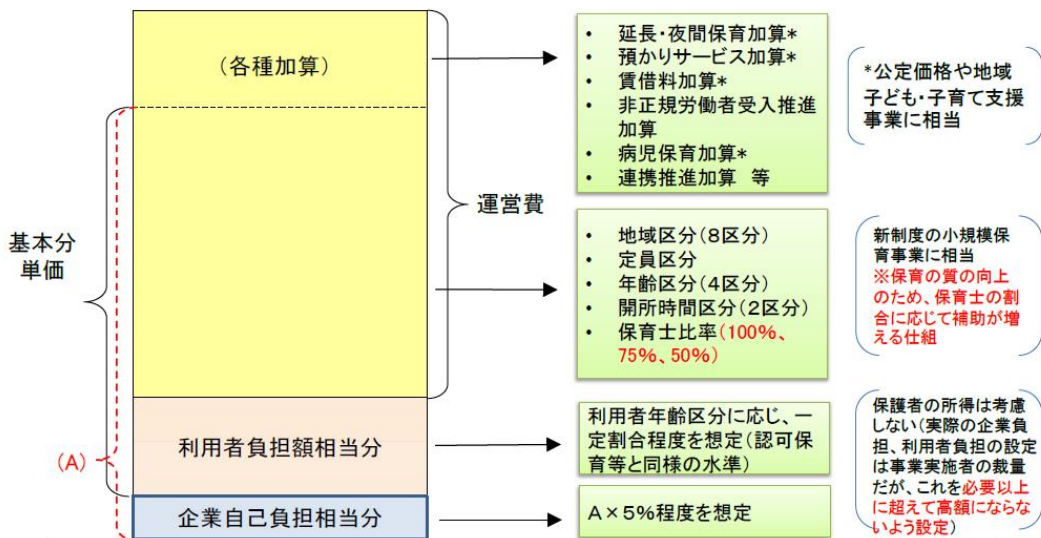 (各種加算)
基本分
単価
(A)
運営費
利用者負担額相当分
企業自己負担相当分
• 延長・夜間保育加算*
• 預かりサービス加算*
• 賃借料加算*
• 非正規労働者受入推進
加算
• 病児保育加算*
• 連携推進加算 等
*公定価格や地域
子ども・子育て支援
事業に相当
• 地域区分(8区分)
• 定員区分
• 年齢区分(4区分)
• 開所時間区分(2区分)
• 保育士比率(100%、
75%、50%)
新制度の小規模保
育事業に相当
※保育の質の向上
のため、保育士の割
合に応じて補助が増
える仕組
利用者年齢区分に応じ、一
定割合程度を想定(認可保
育等と同様の水準)
保護者の所得は考慮
しない(実際の企業負
担、利用者負担の設定
は事業実施者の裁量
だが、これを必要以上
に超えて高額にならな
いよう設定)
A×5%程度を想定